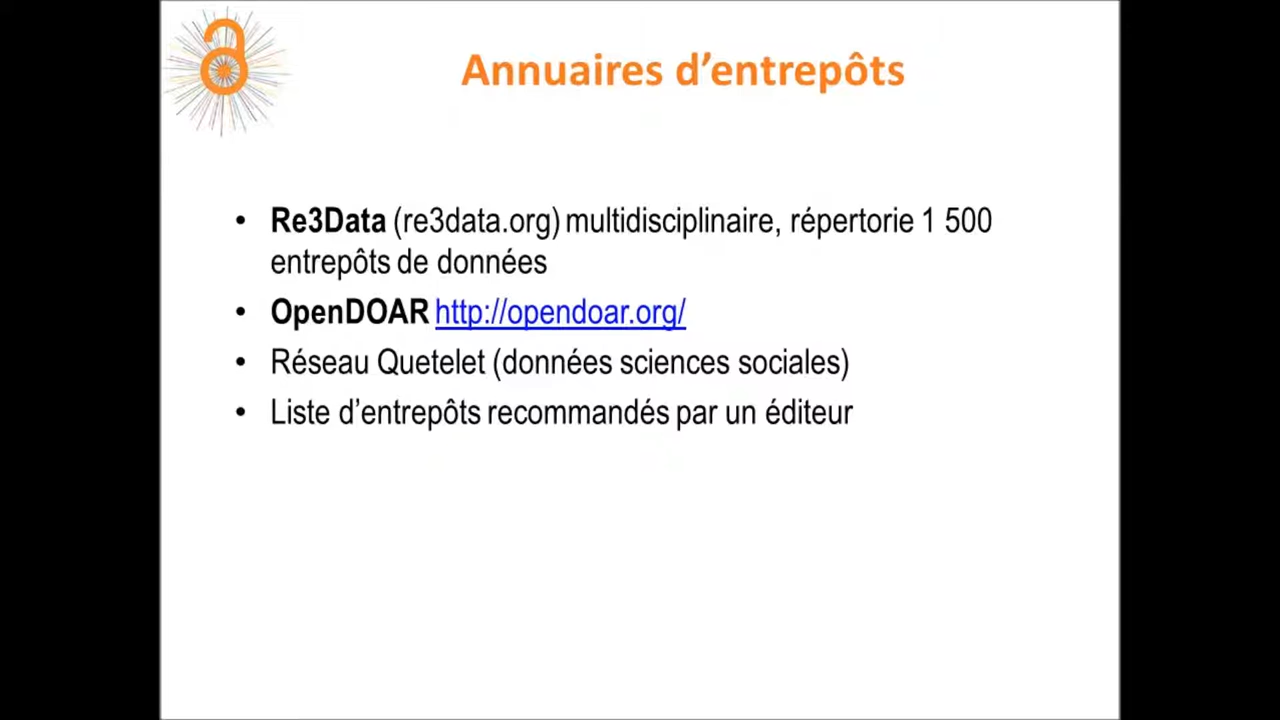 Annuaires d’entrepôts
• Re3Data (re3data.org) multidisciplinaire, répertorie 1 500
entrepôts de données
• OpenDOAR http://opendoar.org/
• Réseau Quetelet (données sciences sociales)
• Liste d’entrepôts recommandés par un éditeur